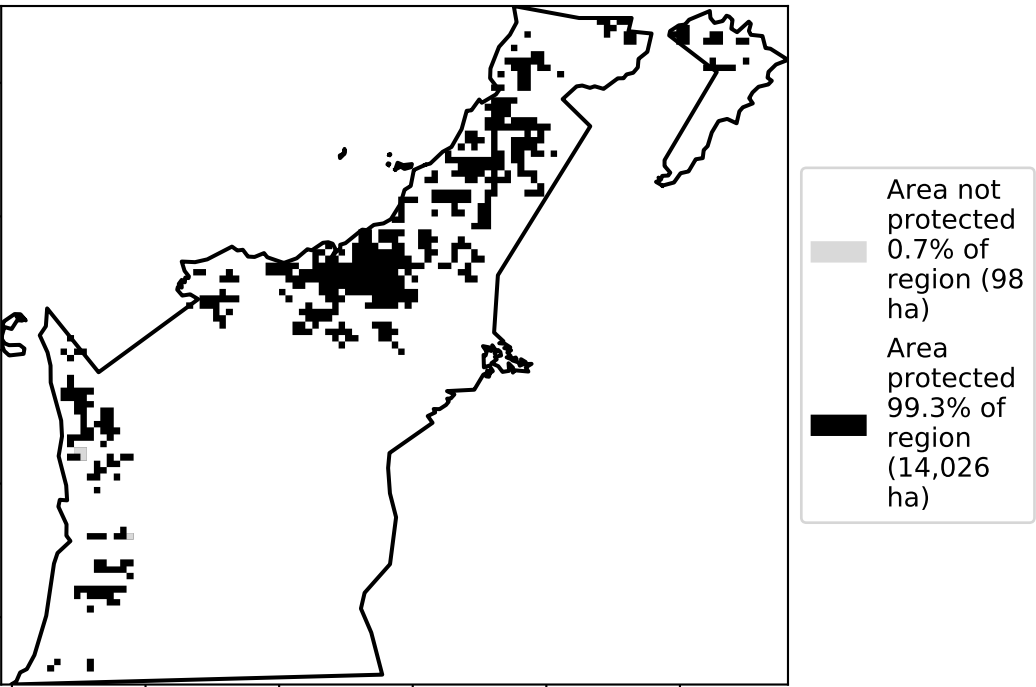 Area not
protected
0.7% of
region (98
ha)
Area
protected
99.3% of
region
(14,026
ha)